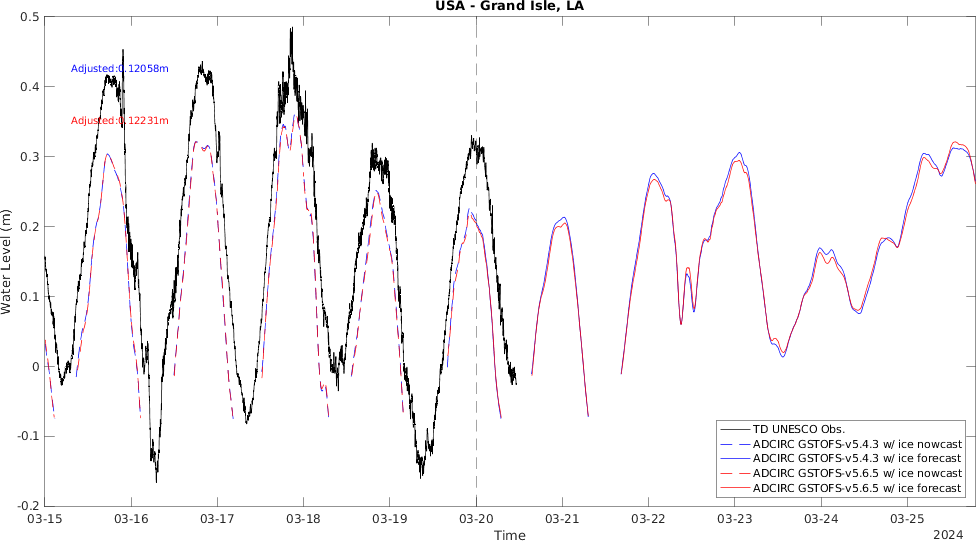 USA - Grand Isle, LA
0.5
0.4
0.3
0.2
0.1
0
-0.1
-0.2
Water Level (m)
Adjusted:0.12058m
Adjusted:0.12231m
TD UNESCO Obs.
ADCIRC GSTOFS-v5.4.3 w/ ice nowcast
ADCIRC GSTOFS-v5.4.3 w/ ice forecast
ADCIRC GSTOFS-v5.6.5 w/ ice nowcast
ADCIRC GSTOFS-v5.6.5 w/ ice forecast
03-15 03-16 03-17 03-18 03-19 03-20 03-21 03-22 03-23 03-24 03-25
Time
2024